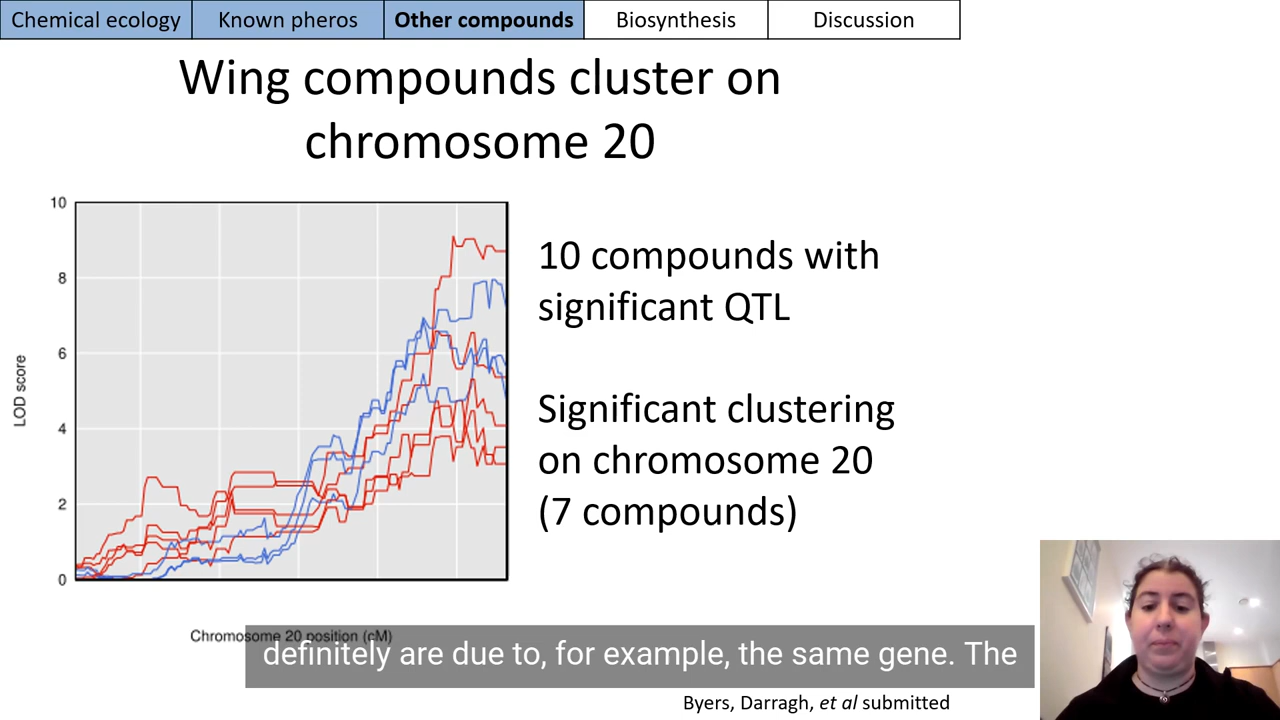 Chemical ecology
Known pheros
Other compounds
Biosynthesis
Discussion
Wing compounds cluster on
chromosome 20
10
8
6
4
2
0
LOD score
Chromosome 20 position (cM)
10 compounds with
significant QTL
Significant clustering
on chromosome 20
(7 compounds)
definitely are due to, for example, the same gene. The
Byers, Darragh, et al submitted